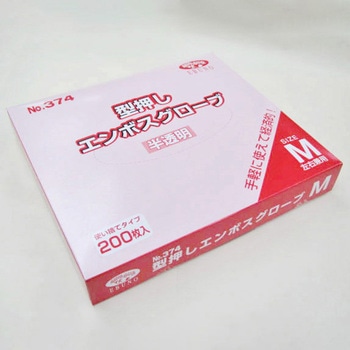 No.374
型押し
エンボスグローブ
半透明
手軽に使えて経済的!
SIZE
M
左右兼用
使い捨てタイプ
200枚入
EBUNO
No.374
型押しエンボスグローブ M